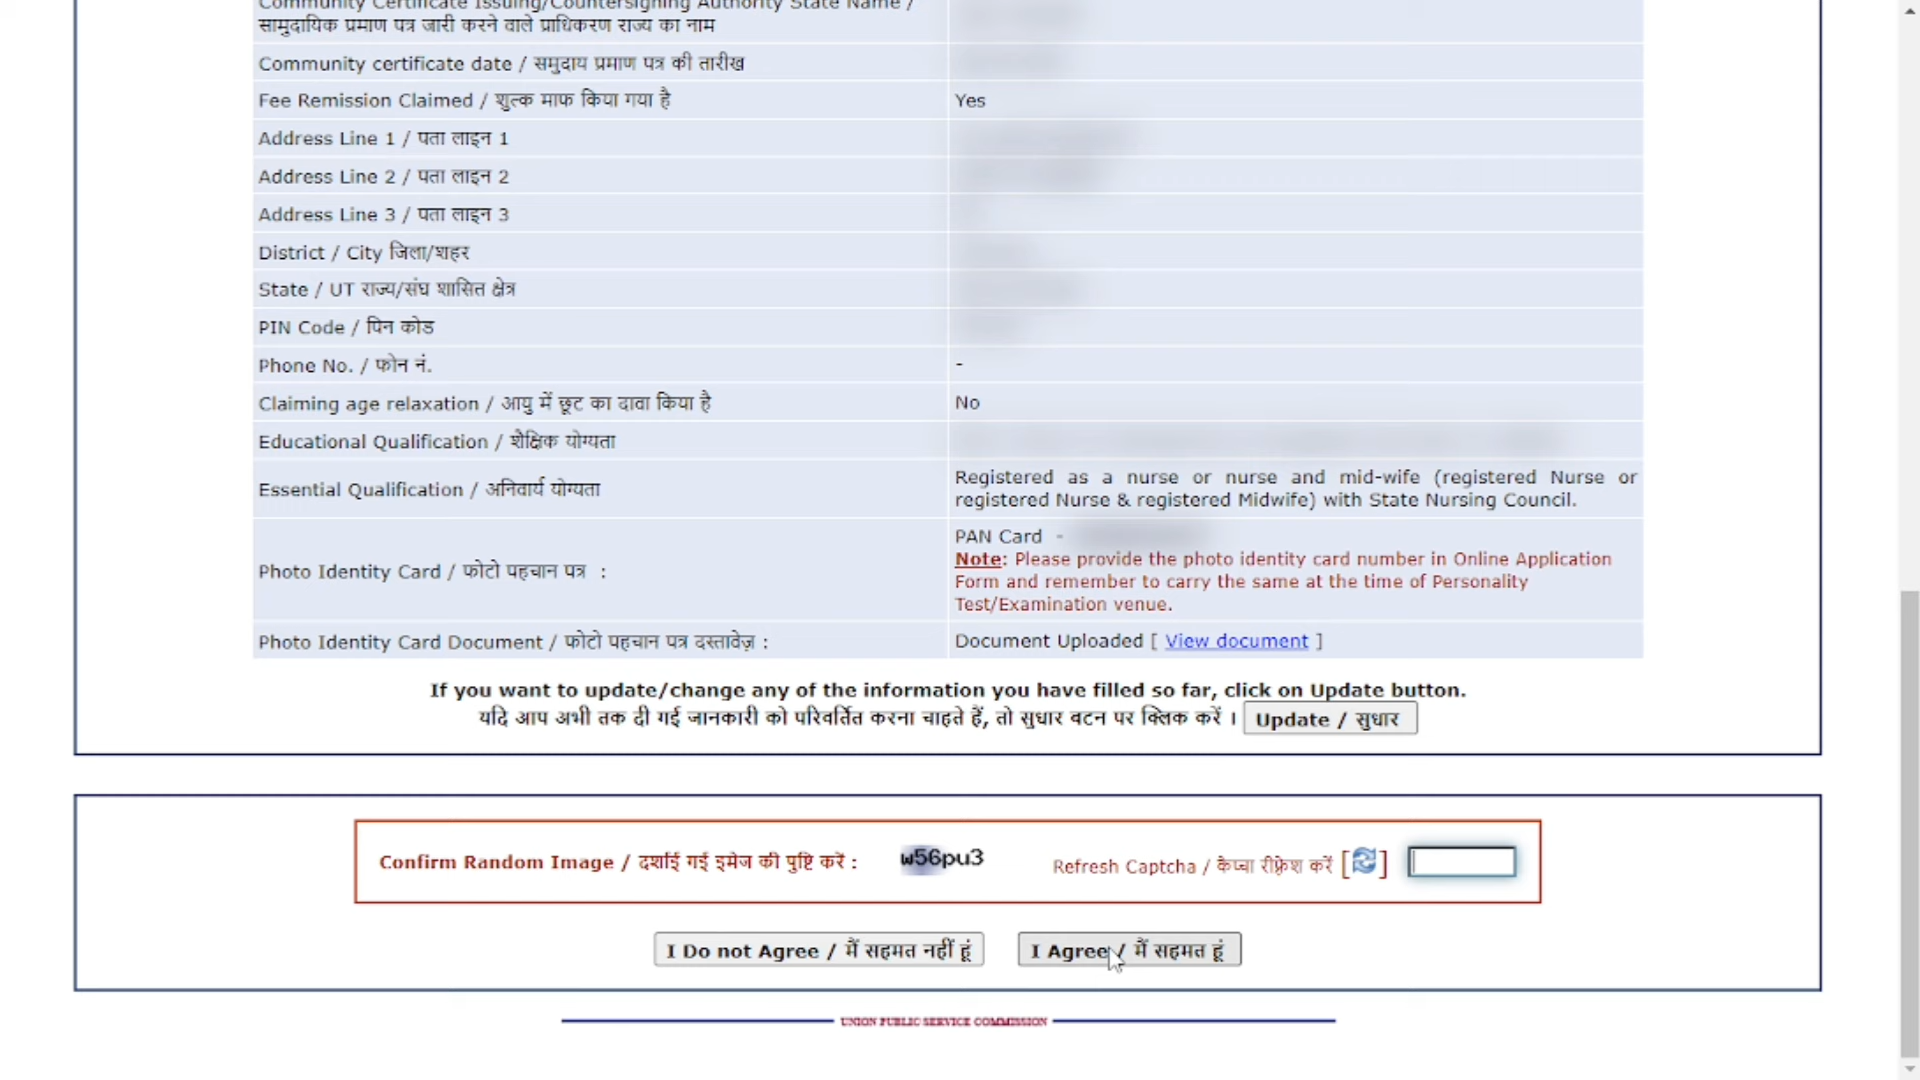 Community Certificate Issuing/Countersigning Authority State Name /
सामुदायिक प्रमाण पत्र जारी करने वाले प्राधिकरण राज्य का नाम
Community certificate date / समुदाय प्रमाण पत्र की तारीख
Fee Remission Claimed / शुल्क माफ किया गया है Yes
Address Line 1 / पता लाइन 1
Address Line 2 / पता लाइन 2
Address Line 3 / पता लाइन 3
District / City जिला/शहर
State / UT राज्य/संघ शासित क्षेत्र
PIN Code / पिन कोड
Phone No. / फोन नं. -
Claiming age relaxation / आयु में छूट का दावा किया है No
Educational Qualification / शैक्षिक योग्यता
Essential Qualification / अनिवार्य योग्यता
Registered as a nurse or nurse and mid-wife (registered Nurse or
registered Nurse & registered Midwife) with State Nursing Council.
Photo Identity Card / फोटो पहचान पत्र :
PAN Card -
Note: Please provide the photo identity card number in Online Application
Form and remember to carry the same at the time of Personality
Test/Examination venue.
Photo Identity Card Document / फोटो पहचान पत्र दस्तावेज़ : Document Uploaded [ View document ]
If you want to update/change any of the information you have filled so far, click on Update button.
यदि आप अभी तक दी गई जानकारी को परिवर्तित करना चाहते हैं, तो सुधार बटन पर क्लिक करें । Update / सुधार
Confirm Random Image / दर्शाई गई इमेज की पुष्टि करें : w56pu3 Refresh Captcha / कैप्चा रीफ़्रेश करें [ ]
I Do not Agree / मैं सहमत नहीं हूं I Agree / मैं सहमत हूं
UNION PUBLIC SERVICE COMMISSION